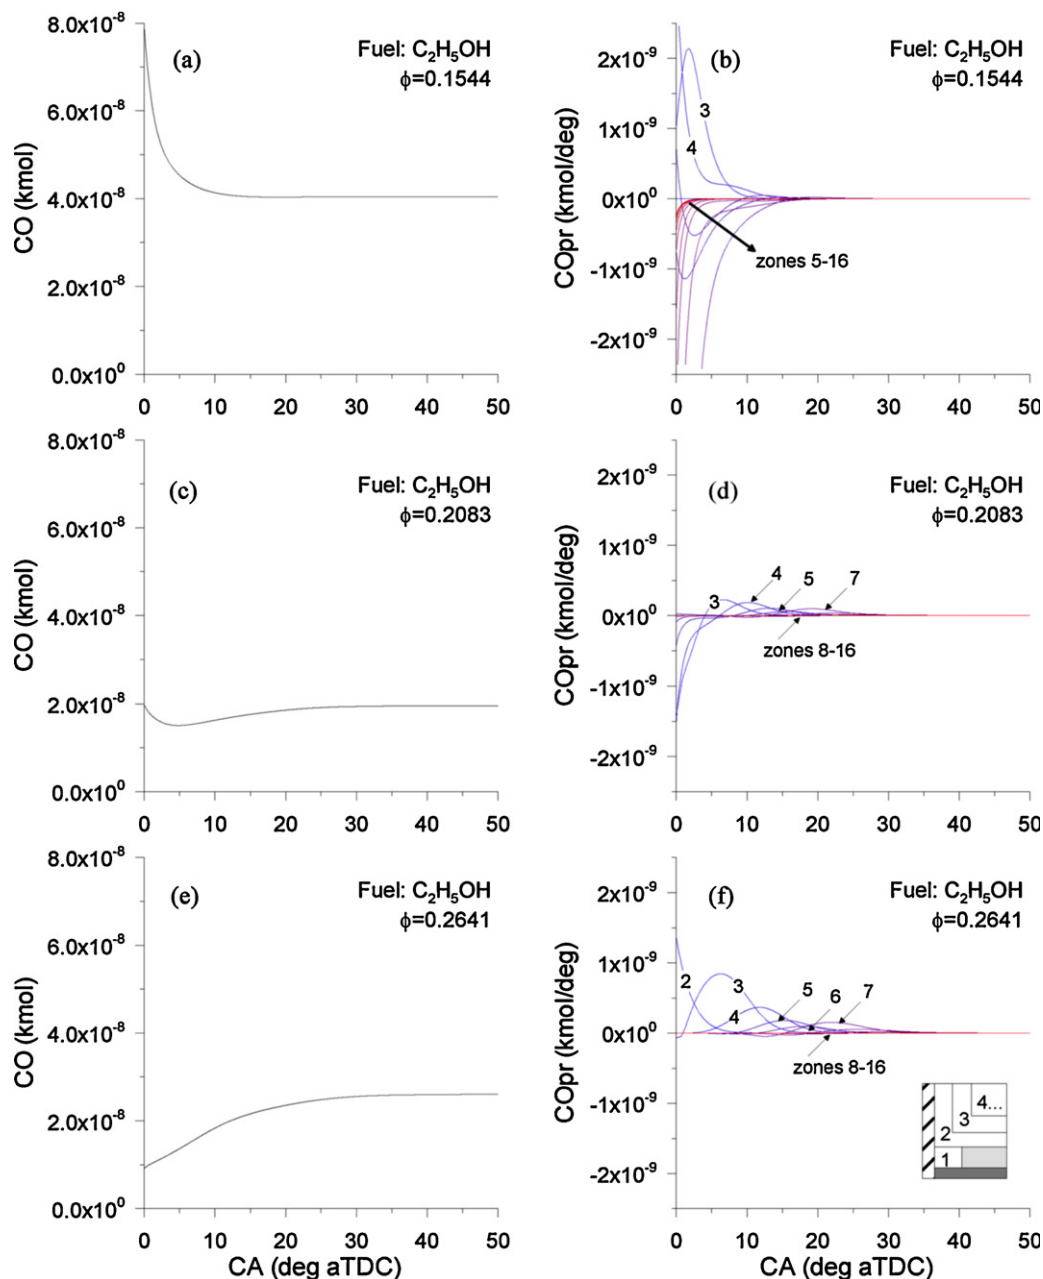 (a)
Fuel: C₂H₅OH
ϕ=0.1544
CO (kmol)
8.0x10⁻⁸
6.0x10⁻⁸
4.0x10⁻⁸
2.0x10⁻⁸
0.0x10⁰
0 10 20 30 40 50
(b)
Fuel: C₂H₅OH
ϕ=0.1544
COpr (kmol/deg)
2x10⁻⁹
1x10⁻⁹
0x10⁰
-1x10⁻⁹
-2x10⁻⁹
3
4
zones 5-16
0 10 20 30 40 50
(c)
Fuel: C₂H₅OH
ϕ=0.2083
CO (kmol)
8.0x10⁻⁸
6.0x10⁻⁸
4.0x10⁻⁸
2.0x10⁻⁸
0.0x10⁰
0 10 20 30 40 50
(d)
Fuel: C₂H₅OH
ϕ=0.2083
COpr (kmol/deg)
2x10⁻⁹
1x10⁻⁹
0x10⁰
-1x10⁻⁹
-2x10⁻⁹
3
4
5
7
zones 8-16
0 10 20 30 40 50
(e)
Fuel: C₂H₅OH
ϕ=0.2641
CO (kmol)
8.0x10⁻⁸
6.0x10⁻⁸
4.0x10⁻⁸
2.0x10⁻⁸
0.0x10⁰
0 10 20 30 40 50
CA (deg aTDC)
(f)
Fuel: C₂H₅OH
ϕ=0.2641
COpr (kmol/deg)
2x10⁻⁹
1x10⁻⁹
0x10⁰
-1x10⁻⁹
-2x10⁻⁹
2
3
4
5
6
7
zones 8-16
4...
3
2
1
0 10 20 30 40 50
CA (deg aTDC)